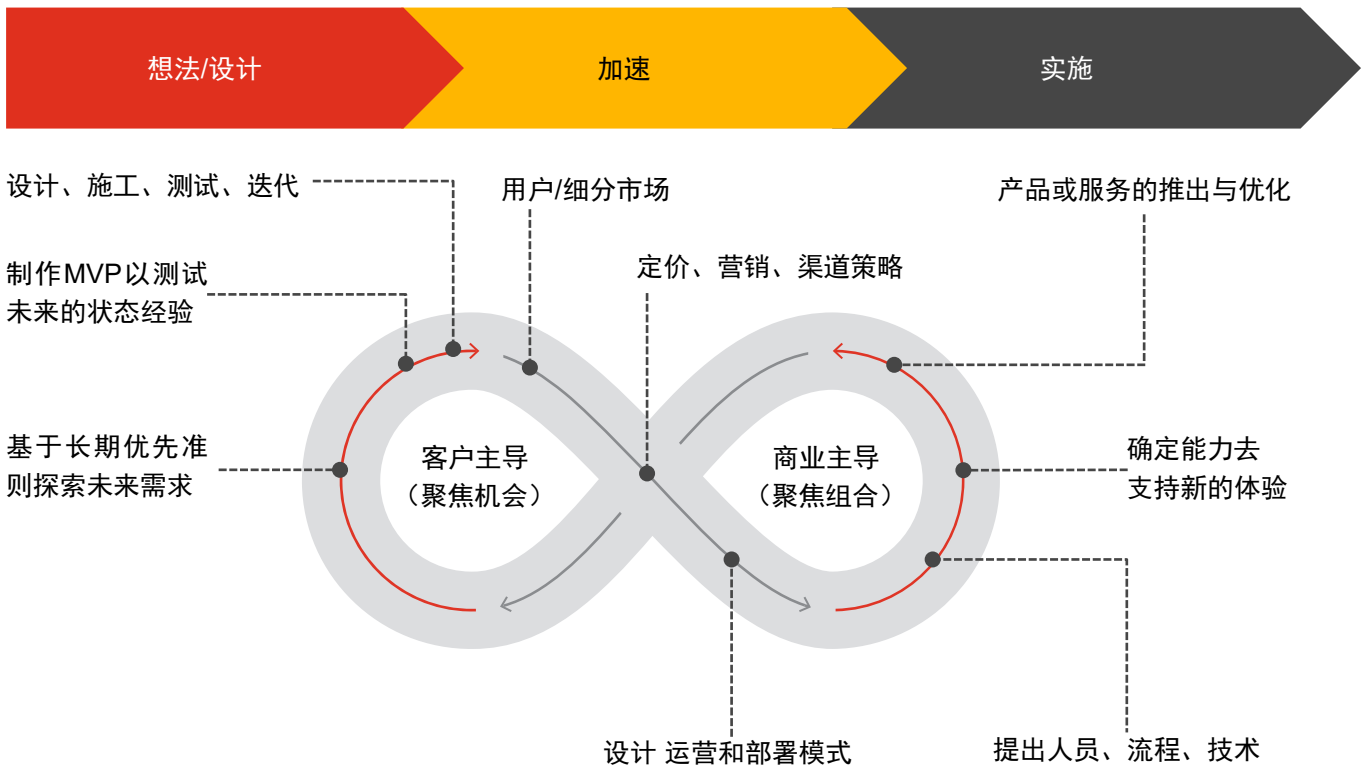 想法/设计
加速
实施
设计、施工、测试、迭代
用户/细分市场
产品或服务的推出与优化
制作MVP以测试
未来的状态经验
定价、营销、渠道策略
基于长期优先准
则探索未来需求
客户主导
（聚焦机会）
商业主导
（聚焦组合）
确定能力去
支持新的体验
设计 运营和部署模式
提出人员、流程、技术